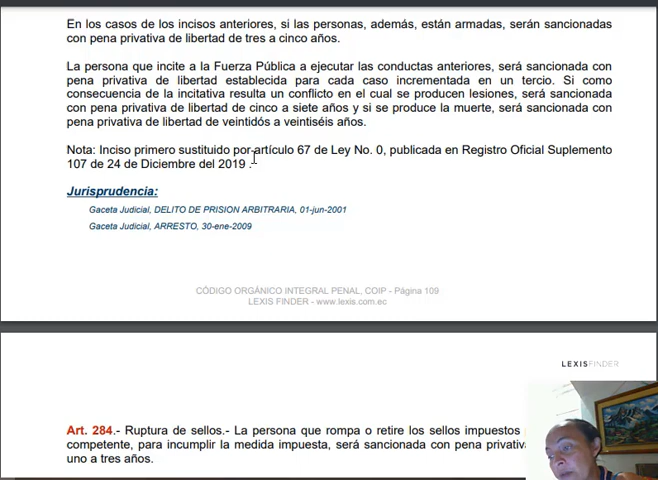 En los casos de los incisos anteriores, si las personas, además, están armadas, serán sancionadas
con pena privativa de libertad de tres a cinco años.
La persona que incite a la Fuerza Pública a ejecutar las conductas anteriores, será sancionada con
pena privativa de libertad establecida para cada caso incrementada en un tercio. Si como
consecuencia de la incitativa resulta un conflicto en el cual se producen lesiones, será sancionada
con pena privativa de libertad de cinco a siete años y si se produce la muerte, será sancionada con
pena privativa de libertad de veintidós a veintiséis años.
Nota: Inciso primero sustituido por artículo 67 de Ley No. 0, publicada en Registro Oficial Suplemento
107 de 24 de Diciembre del 2019 .
Jurisprudencia:
Gaceta Judicial, DELITO DE PRISION ARBITRARIA, 01-jun-2001
Gaceta Judicial, ARRESTO, 30-ene-2009
CÓDIGO ORGÁNICO INTEGRAL PENAL, COIP - Página 109
LEXIS FINDER - www.lexis.com.ec
LEXISFINDER
Art. 284.- Ruptura de sellos.- La persona que rompa o retire los sellos impuestos
competente, para incumplir la medida impuesta, será sancionada con pena privativa
uno a tres años.